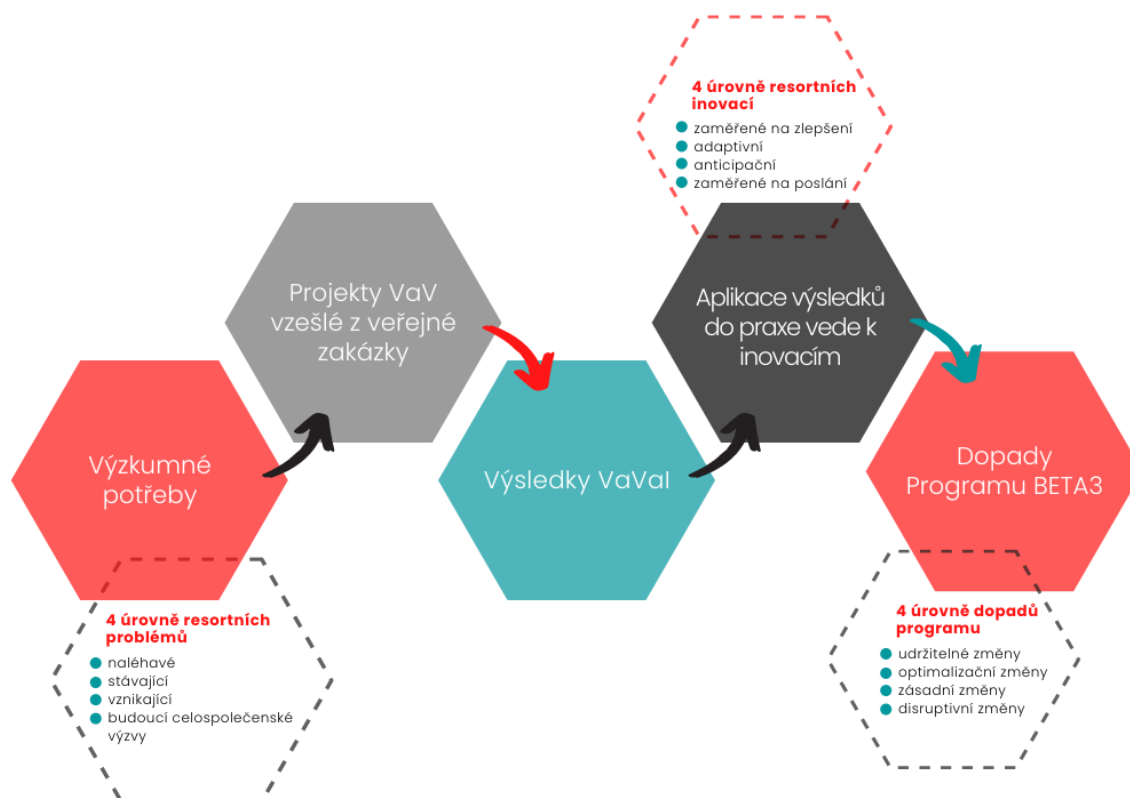 4 úrovně resortních
inovací
zaměřené na zlepšení
adaptivní
anticipační
zaměřené na poslání
Projekty VaV
vzešlé z veřejné
zakázky
Aplikace výsledků
do praxe vede k
inovacím
Výzkumné
potřeby
Výsledky VaVaI
Dopady
Programu BETA3
4 úrovně resortních
problémů
naléhavé
stávající
vznikající
budoucí celospolečenské
výzvy
4 úrovně dopadů
programu
udržitelné změny
optimalizační změny
zásadní změny
disruptivní změny